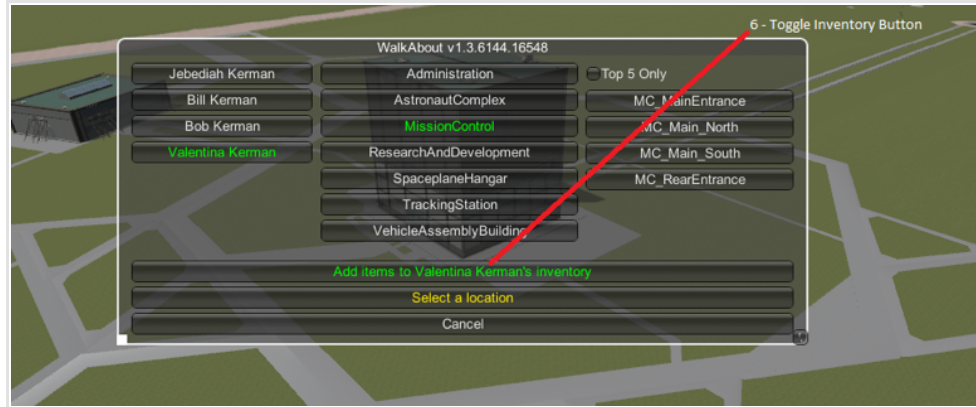 6 - Toggle Inventory Button
WalkAbout v1.3.6144.16548
Jebediah Kerman
Administration
Top 5 Only
Bill Kerman
AstronautComplex
MC_MainEntrance
Bob Kerman
MissionControl
MC_Main_North
Valentina Kerman
ResearchAndDevelopment
MC_Main_South
SpaceplaneHangar
MC_RearEntrance
TrackingStation
VehicleAssemblyBuilding
Add items to Valentina Kerman's inventory
Select a location
Cancel